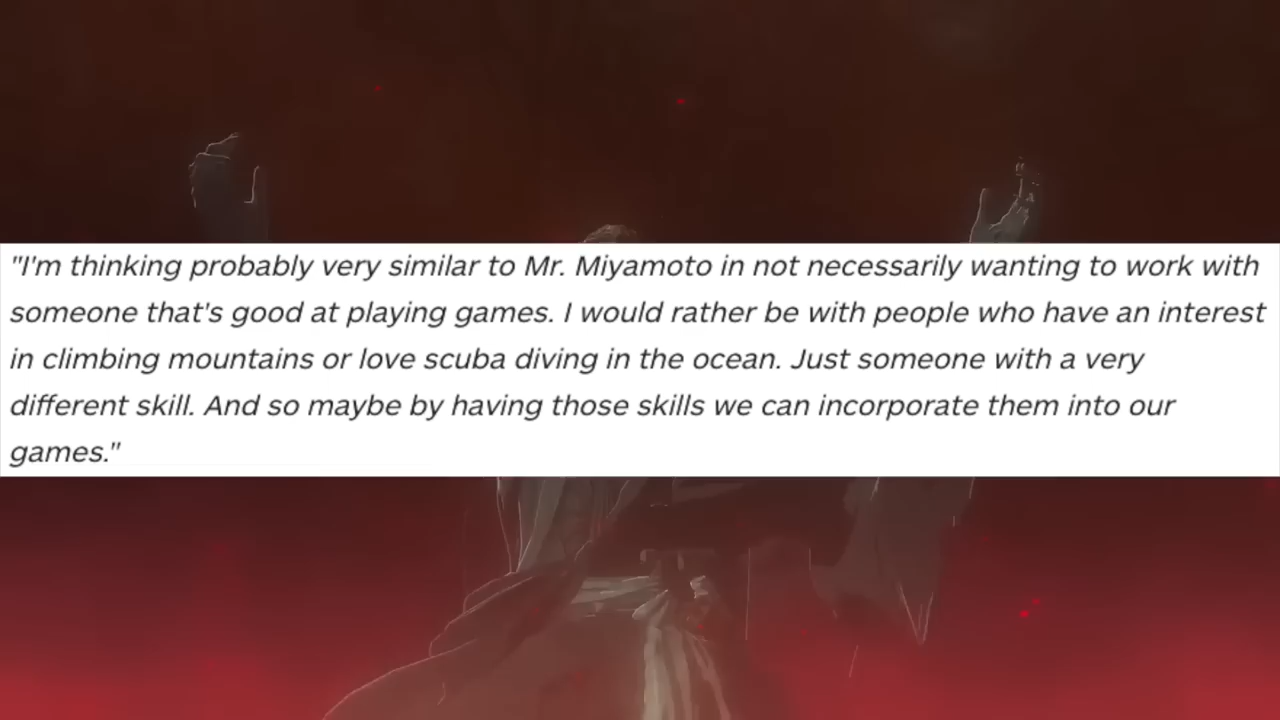 "I'm thinking probably very similar to Mr. Miyamoto in not necessarily wanting to work with
someone that's good at playing games. I would rather be with people who have an interest
in climbing mountains or love scuba diving in the ocean. Just someone with a very
different skill. And so maybe by having those skills we can incorporate them into our
games."